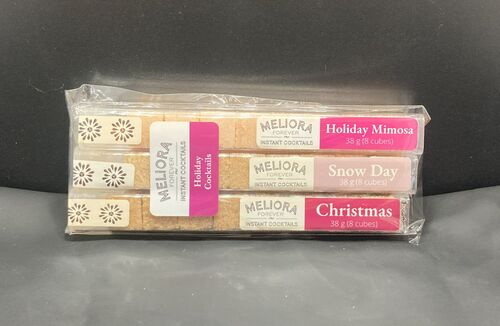 MELIORA
FOREVER
INSTANT COCKTAILS
Holiday Mimosa
38 g (8 cubes)
MELIORA
FOREVER
INSTANT COCKTAILS
Holiday
Cocktails
MELIORA
FOREVER
INSTANT COCKTAILS
Snow Day
38 g (8 cubes)
MELIORA
FOREVER
INSTANT COCKTAILS
Christmas
38 g (8 cubes)